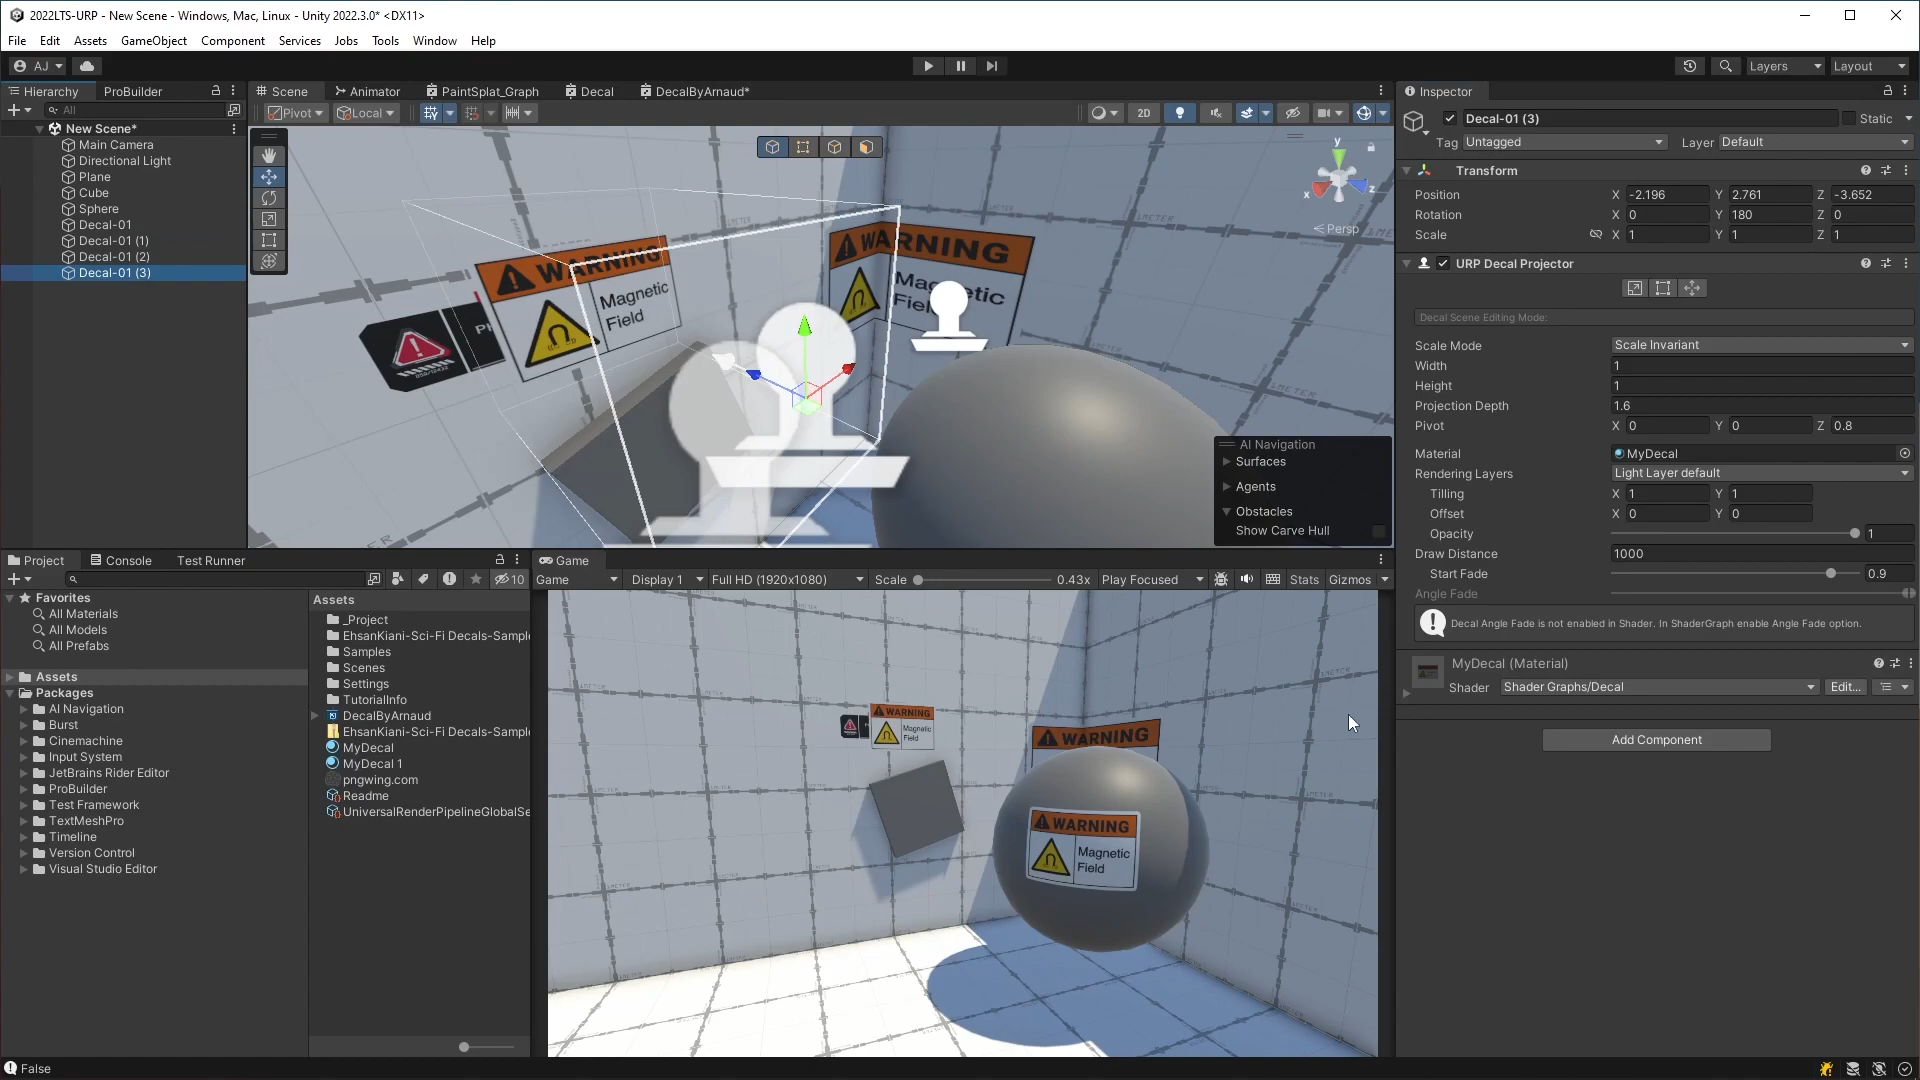 2022LTS-URP - New Scene - Windows, Mac, Linux - Unity 2022.3.0* <DX11>
File Edit Assets GameObject Component Services Jobs Tools Window Help
AJ
Layers Layout
Hierarchy ProBuilder
All
New Scene*
Main Camera
Directional Light
Plane
Cube
Sphere
Decal-01
Decal-01 (1)
Decal-01 (2)
Decal-01 (3)
Scene Animator PaintSplat_Graph Decal DecalByArnaud*
Pivot Local 2D
WARNING
Magnetic
Field
WARNING
y
x z
Persp
AI Navigation
Surfaces
Agents
Obstacles
Show Carve Hull
Inspector
Decal-01 (3) Static
Tag Untagged Layer Default
Transform
Position X -2.196 Y 2.761 Z -3.652
Rotation X 0 Y 180 Z 0
Scale X 1 Y 1 Z 1
URP Decal Projector
Decal Scene Editing Mode:
Scale Mode Scale Invariant
Width 1
Height 1
Projection Depth 1.6
Pivot X 0 Y 0 Z 0.8
Material MyDecal
Rendering Layers Light Layer default
Tilling X 1 Y 1
Offset X 0 Y 0
Opacity 1
Draw Distance 1000
Start Fade 0.9
Angle Fade
Decal Angle Fade is not enabled in Shader. In ShaderGraph enable Angle Fade option.
MyDecal (Material)
Shader Shader Graphs/Decal Edit...
Add Component
Project Console Test Runner
10
Favorites
All Materials
All Models
All Prefabs
Assets
Packages
AI Navigation
Burst
Cinemachine
Input System
JetBrains Rider Editor
ProBuilder
Test Framework
TextMeshPro
Timeline
Version Control
Visual Studio Editor
Assets
_Project
EhsanKiani-Sci-Fi Decals-Sampl
Samples
Scenes
Settings
TutorialInfo
DecalByArnaud
EhsanKiani-Sci-Fi Decals-Sampl
MyDecal
MyDecal 1
pngwing.com
Readme
UniversalRenderPipelineGlobalSe
Game
Game Display 1 Full HD (1920x1080) Scale 0.43x Play Focused Stats Gizmos
WARNING
Magnetic
Field
WARNING
WARNING
Magnetic
Field
False